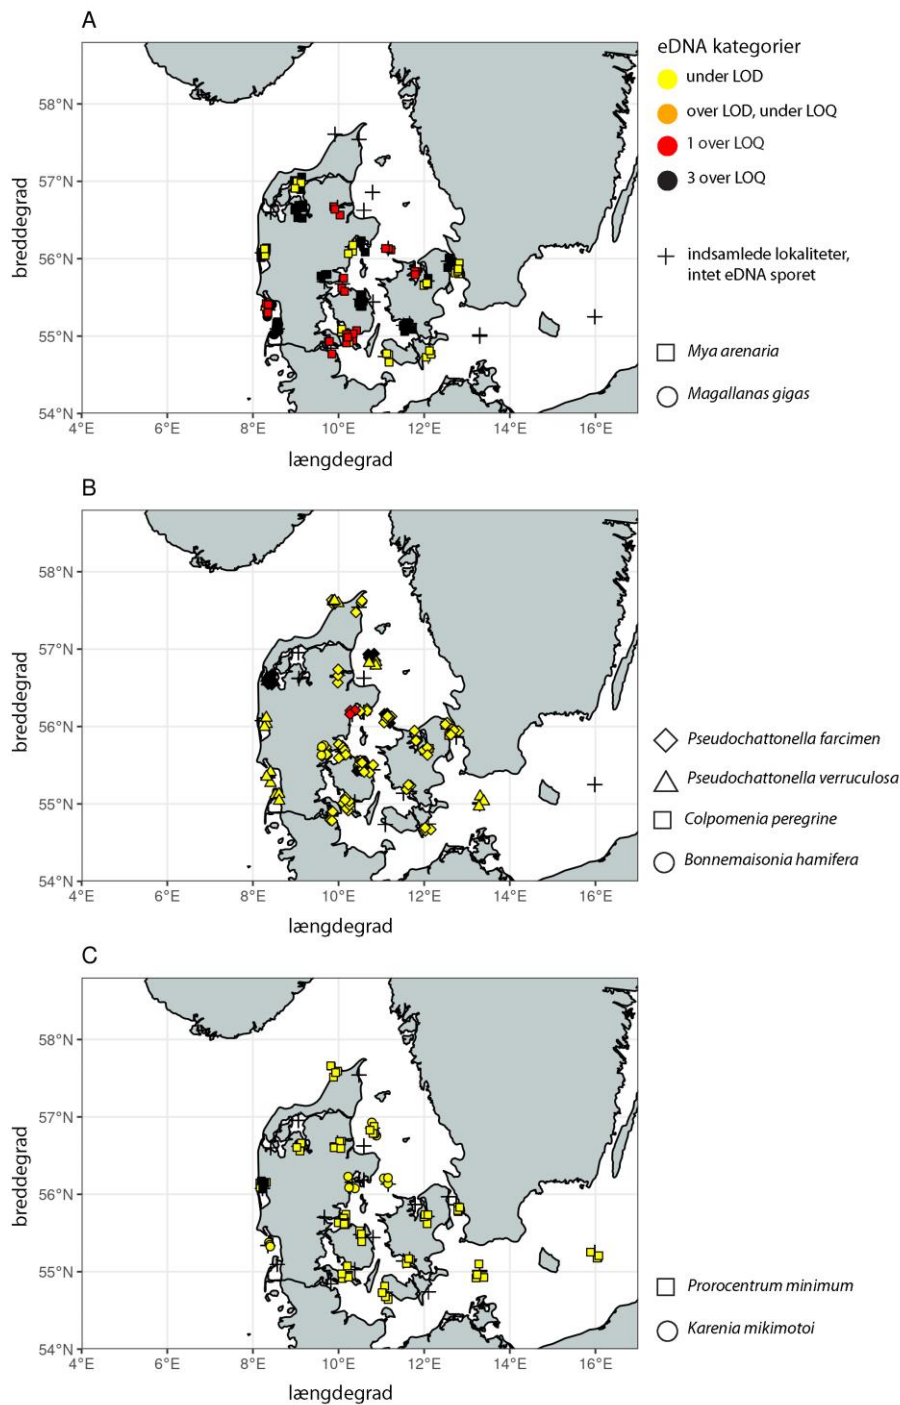 A
58°N
57°N
56°N
55°N
54°N
4°E
6°E
8°E
10°E
12°E
14°E
16°E
breddegrad
længdegrad
eDNA kategorier
under LOD
over LOD, under LOQ
1 over LOQ
3 over LOQ
indsamlede lokaliteter,
intet eDNA sporet
Mya arenaria
Magallanas gigas
B
58°N
57°N
56°N
55°N
54°N
4°E
6°E
8°E
10°E
12°E
14°E
16°E
breddegrad
længdegrad
Pseudochattonella farcimen
Pseudochattonella verruculosa
Colpomenia peregrine
Bonnemaisonia hamifera
C
58°N
57°N
56°N
55°N
54°N
4°E
6°E
8°E
10°E
12°E
14°E
16°E
breddegrad
længdegrad
Prorocentrum minimum
Karenia mikimotoi